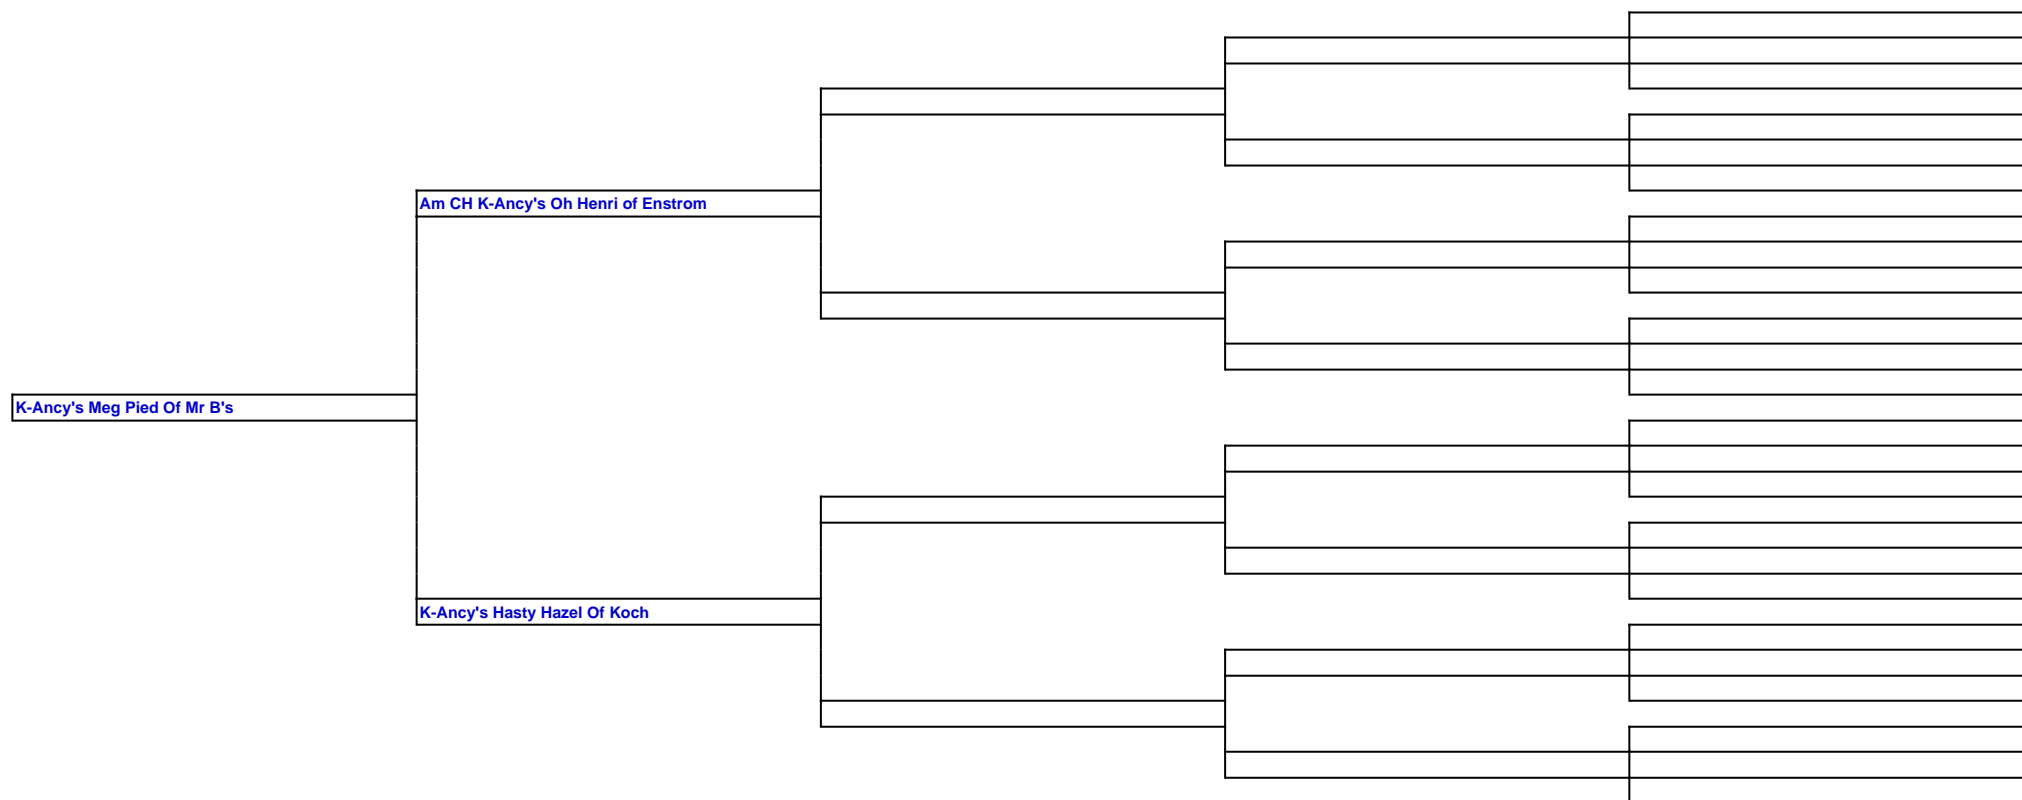 Am CH K-Ancy's Oh Henri of Enstrom
K-Ancy's Meg Pied Of Mr B's
K-Ancy's Hasty Hazel Of Koch